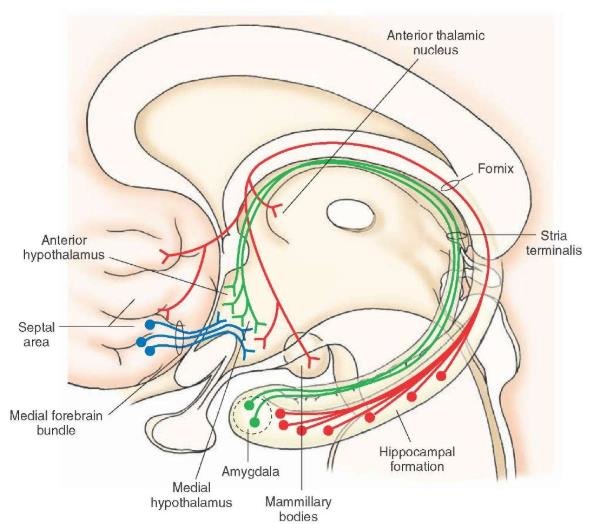 Anterior thalamic
nucleus
Fornix
Anterior
hypothalamus
Stria
terminalis
Septal
area
Medial forebrain
bundle
Hippocampal
formation
Amygdala
Medial
hypothalamus
Mammillary
bodies